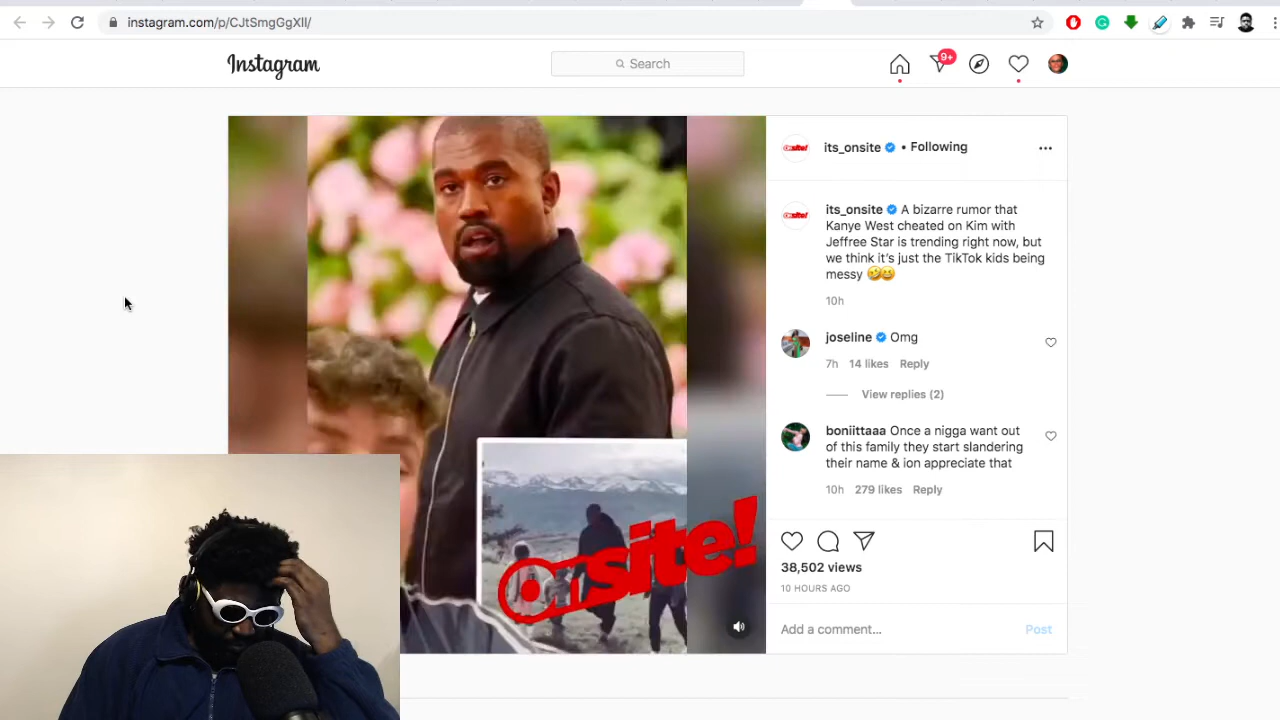 instagram.com/p/CJtSmgGgXlI/
Instagram
Search
9+
its_onsite • Following
Onsite!
its_onsite A bizarre rumor that
Kanye West cheated on Kim with
Jeffree Star is trending right now, but
we think it's just the TikTok kids being
messy 🤣😆
10h
joseline Omg
7h 14 likes Reply
View replies (2)
boniittaaa Once a nigga want out
of this family they start slandering
their name & ion appreciate that
10h 279 likes Reply
Onsite!
38,502 views
10 HOURS AGO
Add a comment... Post